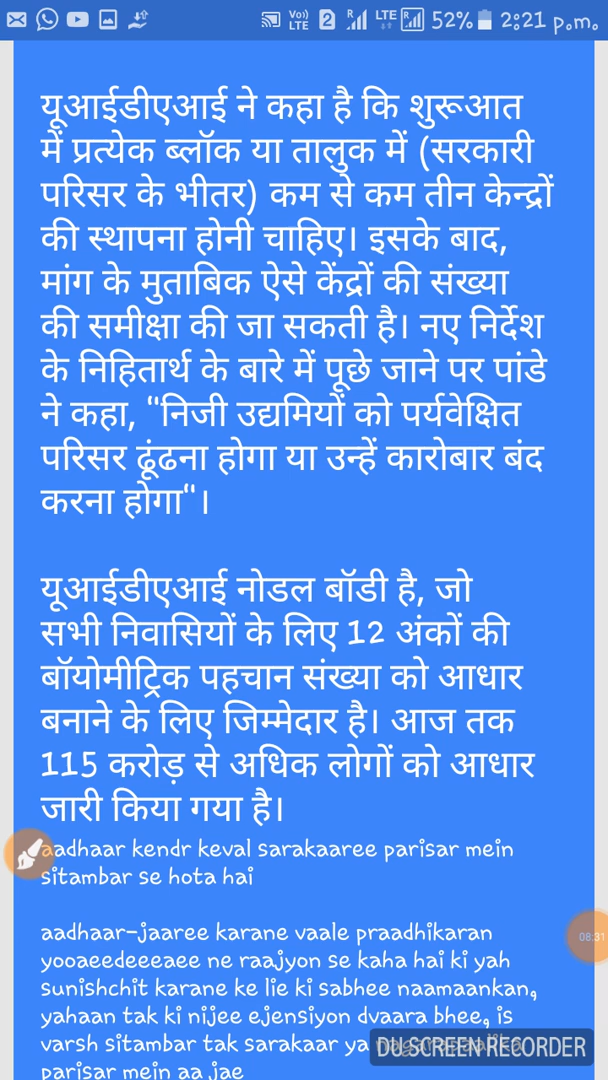 Vo)) LTE 2 R LTE R 52% 2:21 p.m.
यूआईडीएआई ने कहा है कि शुरूआत
में प्रत्येक ब्लॉक या तालुक में (सरकारी
परिसर के भीतर) कम से कम तीन केन्द्रों
की स्थापना होनी चाहिए। इसके बाद,
मांग के मुताबिक ऐसे केंद्रों की संख्या
की समीक्षा की जा सकती है। नए निर्देश
के निहितार्थ के बारे में पूछे जाने पर पांडे
ने कहा, "निजी उद्यमियों को पर्यवेक्षित
परिसर ढूंढना होगा या उन्हें कारोबार बंद
करना होगा"।
यूआईडीएआई नोडल बॉडी है, जो
सभी निवासियों के लिए 12 अंकों की
बॉयोमीट्रिक पहचान संख्या को आधार
बनाने के लिए जिम्मेदार है। आज तक
115 करोड़ से अधिक लोगों को आधार
जारी किया गया है।
aadhaar kendr keval sarakaaree parisar mein
sitambar se hota hai
aadhaar-jaaree karane vaale praadhikaran
yooaeedeeeaee ne raajyon se kaha hai ki yah
sunishchit karane ke lie ki sabhee naamaankan,
yahaan tak ki nijee ejensiyon dvaara bhee, is
varsh sitambar tak sarakaar ya
parisar mein aa jae
08:31
DU SCREEN RECORDER